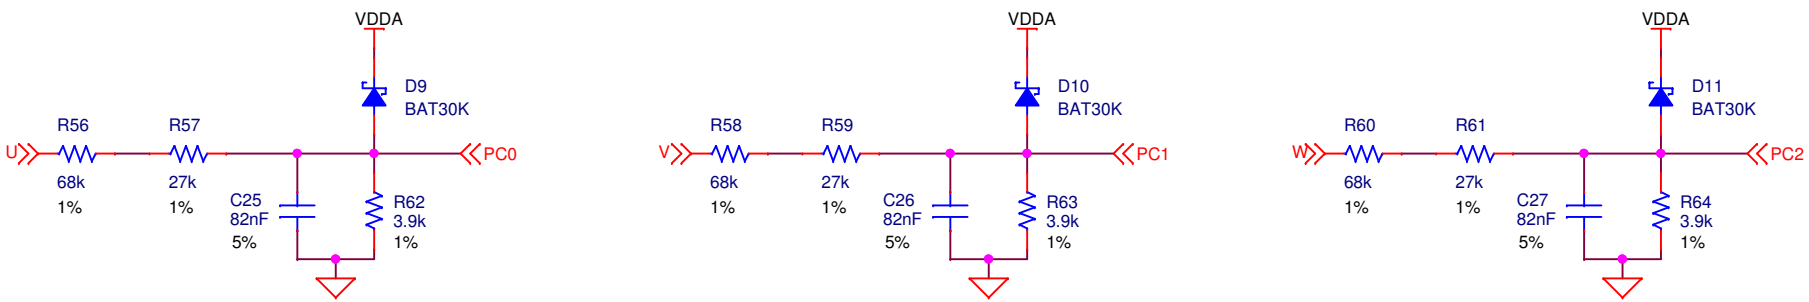 VDDA
D9
BAT30K
R56
R57
U
PC0
68k
27k
1%
1%
C25
82nF
5%
R62
3.9k
1%
VDDA
D10
BAT30K
R58
R59
V
PC1
68k
27k
1%
1%
C26
82nF
5%
R63
3.9k
1%
VDDA
D11
BAT30K
R60
R61
W
PC2
68k
27k
1%
1%
C27
82nF
5%
R64
3.9k
1%